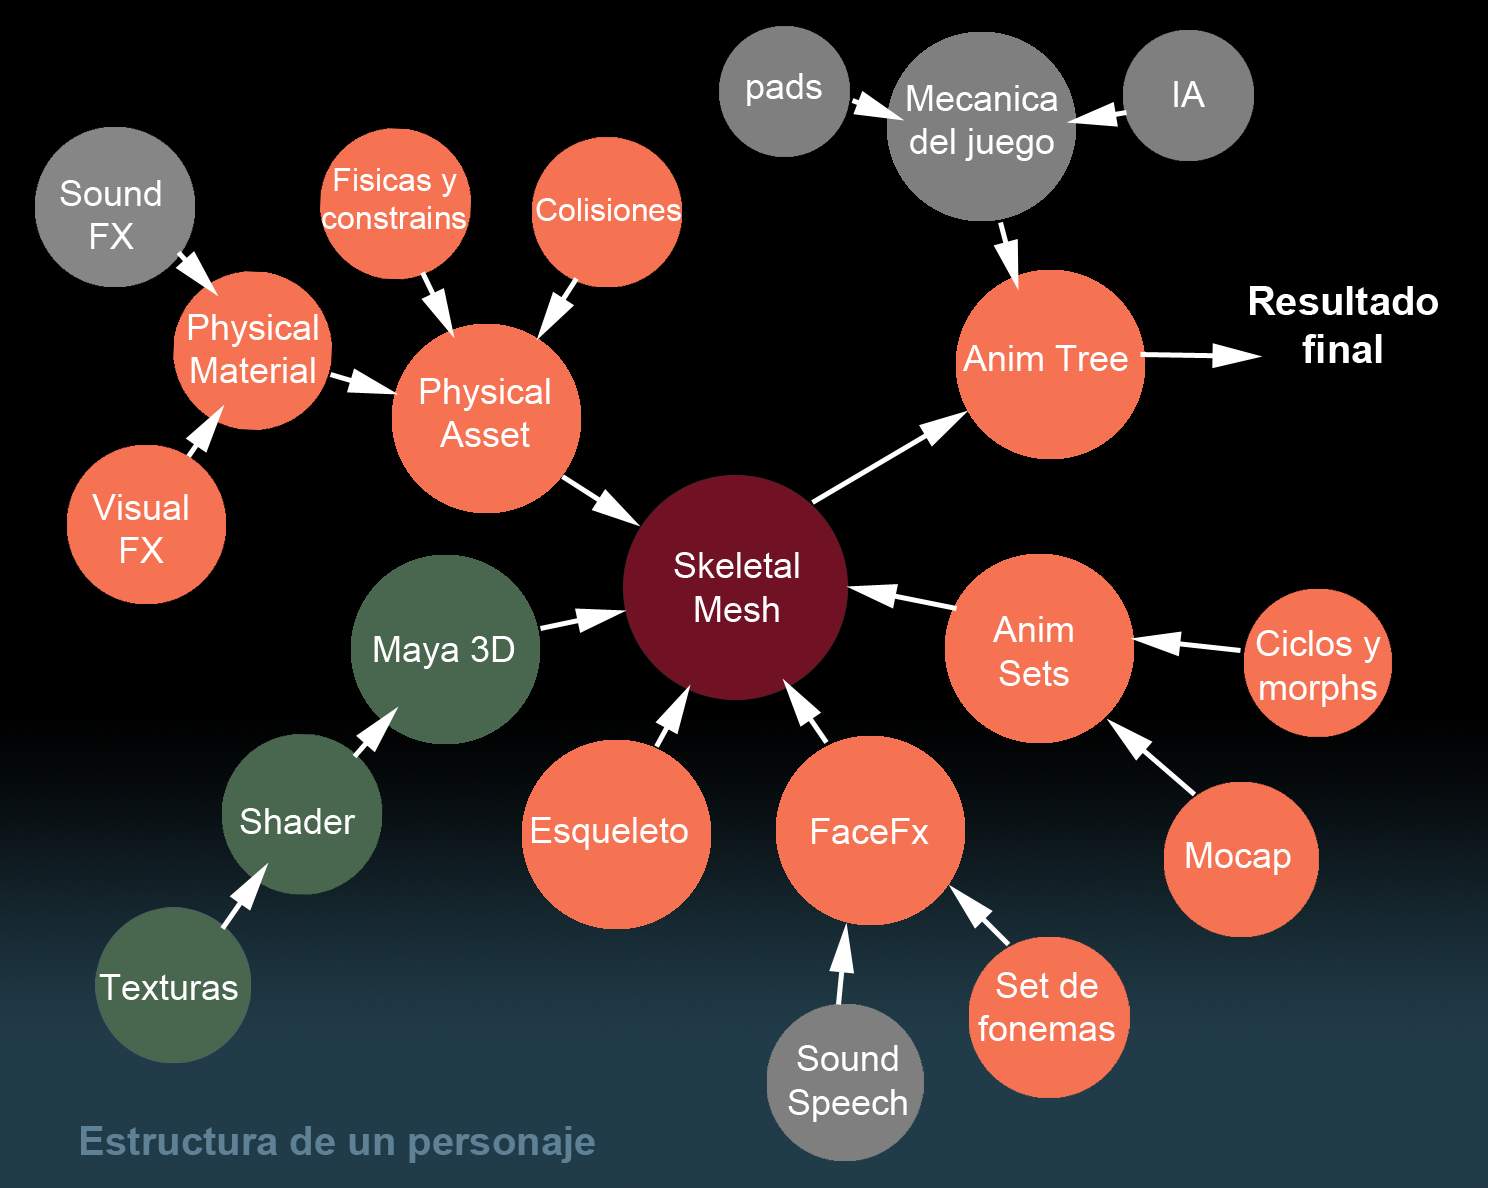 pads
Mecanica
del juego
IA
Sound
FX
Fisicas y
constrains
Colisiones
Physical
Material
Physical
Asset
Anim Tree
Resultado
final
Visual
FX
Skeletal
Mesh
Maya 3D
Anim
Sets
Ciclos y
morphs
Shader
Esqueleto
FaceFx
Mocap
Texturas
Set de
fonemas
Sound
Speech
Estructura de un personaje